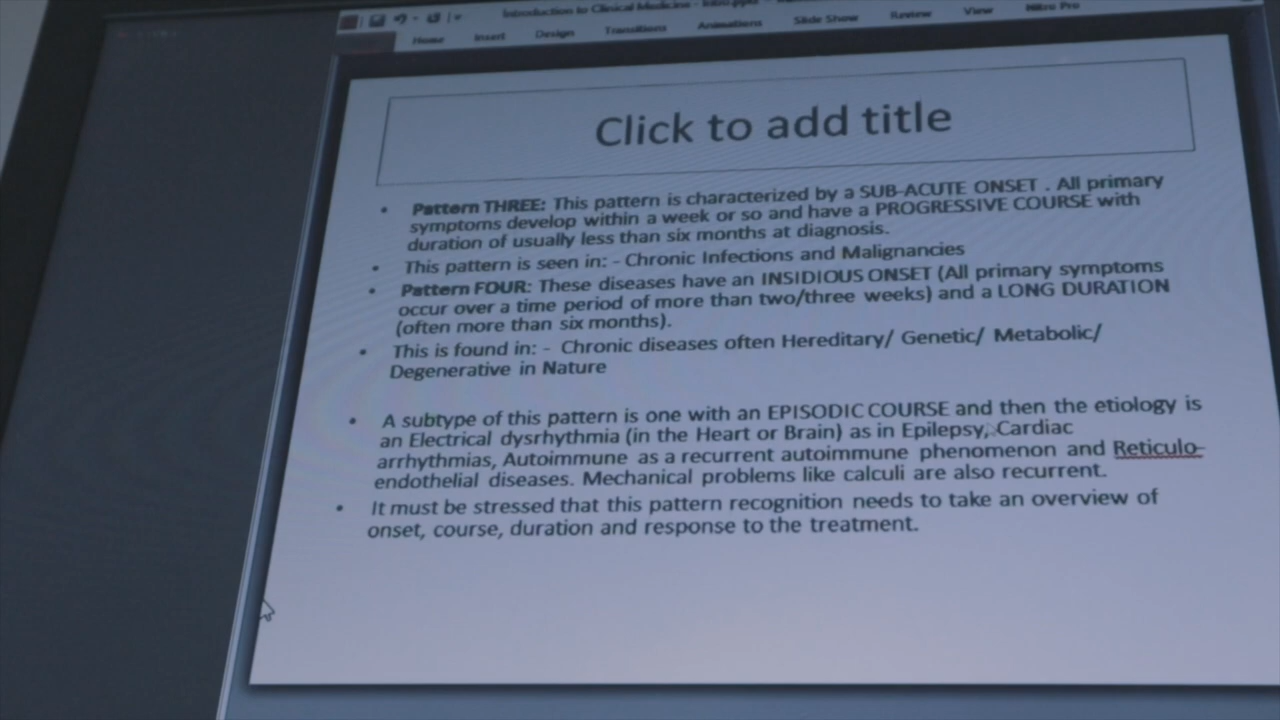 Introduction to Clinical Medicine -
Home Insert Design Transitions Animations Slide Show Review View Nitro Pro
Click to add title
• Pattern THREE: This pattern is characterized by a SUB-ACUTE ONSET . All primary
symptoms develop within a week or so and have a PROGRESSIVE COURSE with
duration of usually less than six months at diagnosis.
• This pattern is seen in: - Chronic Infections and Malignancies
• Pattern FOUR: These diseases have an INSIDIOUS ONSET (All primary symptoms
occur over a time period of more than two/three weeks) and a LONG DURATION
(often more than six months).
• This is found in: - Chronic diseases often Hereditary/ Genetic/ Metabolic/
Degenerative in Nature
• A subtype of this pattern is one with an EPISODIC COURSE and then the etiology is
an Electrical dysrhythmia (in the Heart or Brain) as in Epilepsy, Cardiac
arrhythmias, Autoimmune as a recurrent autoimmune phenomenon and Reticulo-
endothelial diseases. Mechanical problems like calculi are also recurrent.
• It must be stressed that this pattern recognition needs to take an overview of
onset, course, duration and response to the treatment.